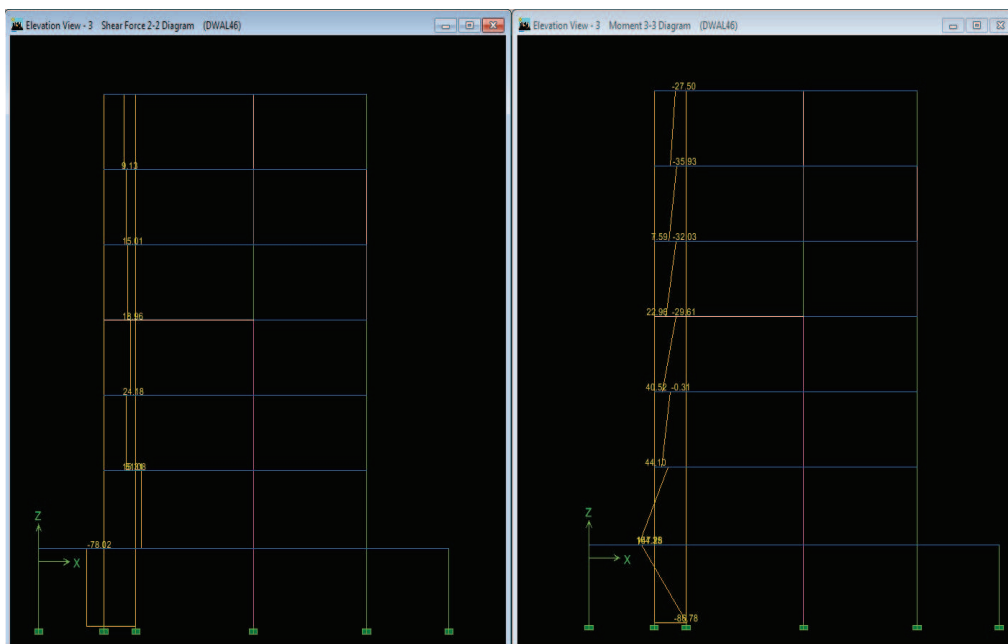 Elevation View - 3 Shear Force 2-2 Diagram (DWAL46)
9.13
15.01
18.96
24.18
-78.02
Z
X
Elevation View - 3 Moment 3-3 Diagram (DWAL46)
-27.50
-35.93
7.59 -32.03
22.96 -29.61
40.52 -0.31
44.10
Z
X
-85.78